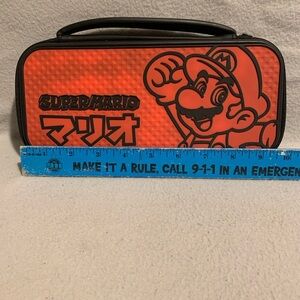 SUPER MARIO
マリオ
MAKE IT A RULE. CALL 9-1-1 IN AN EMERGEN